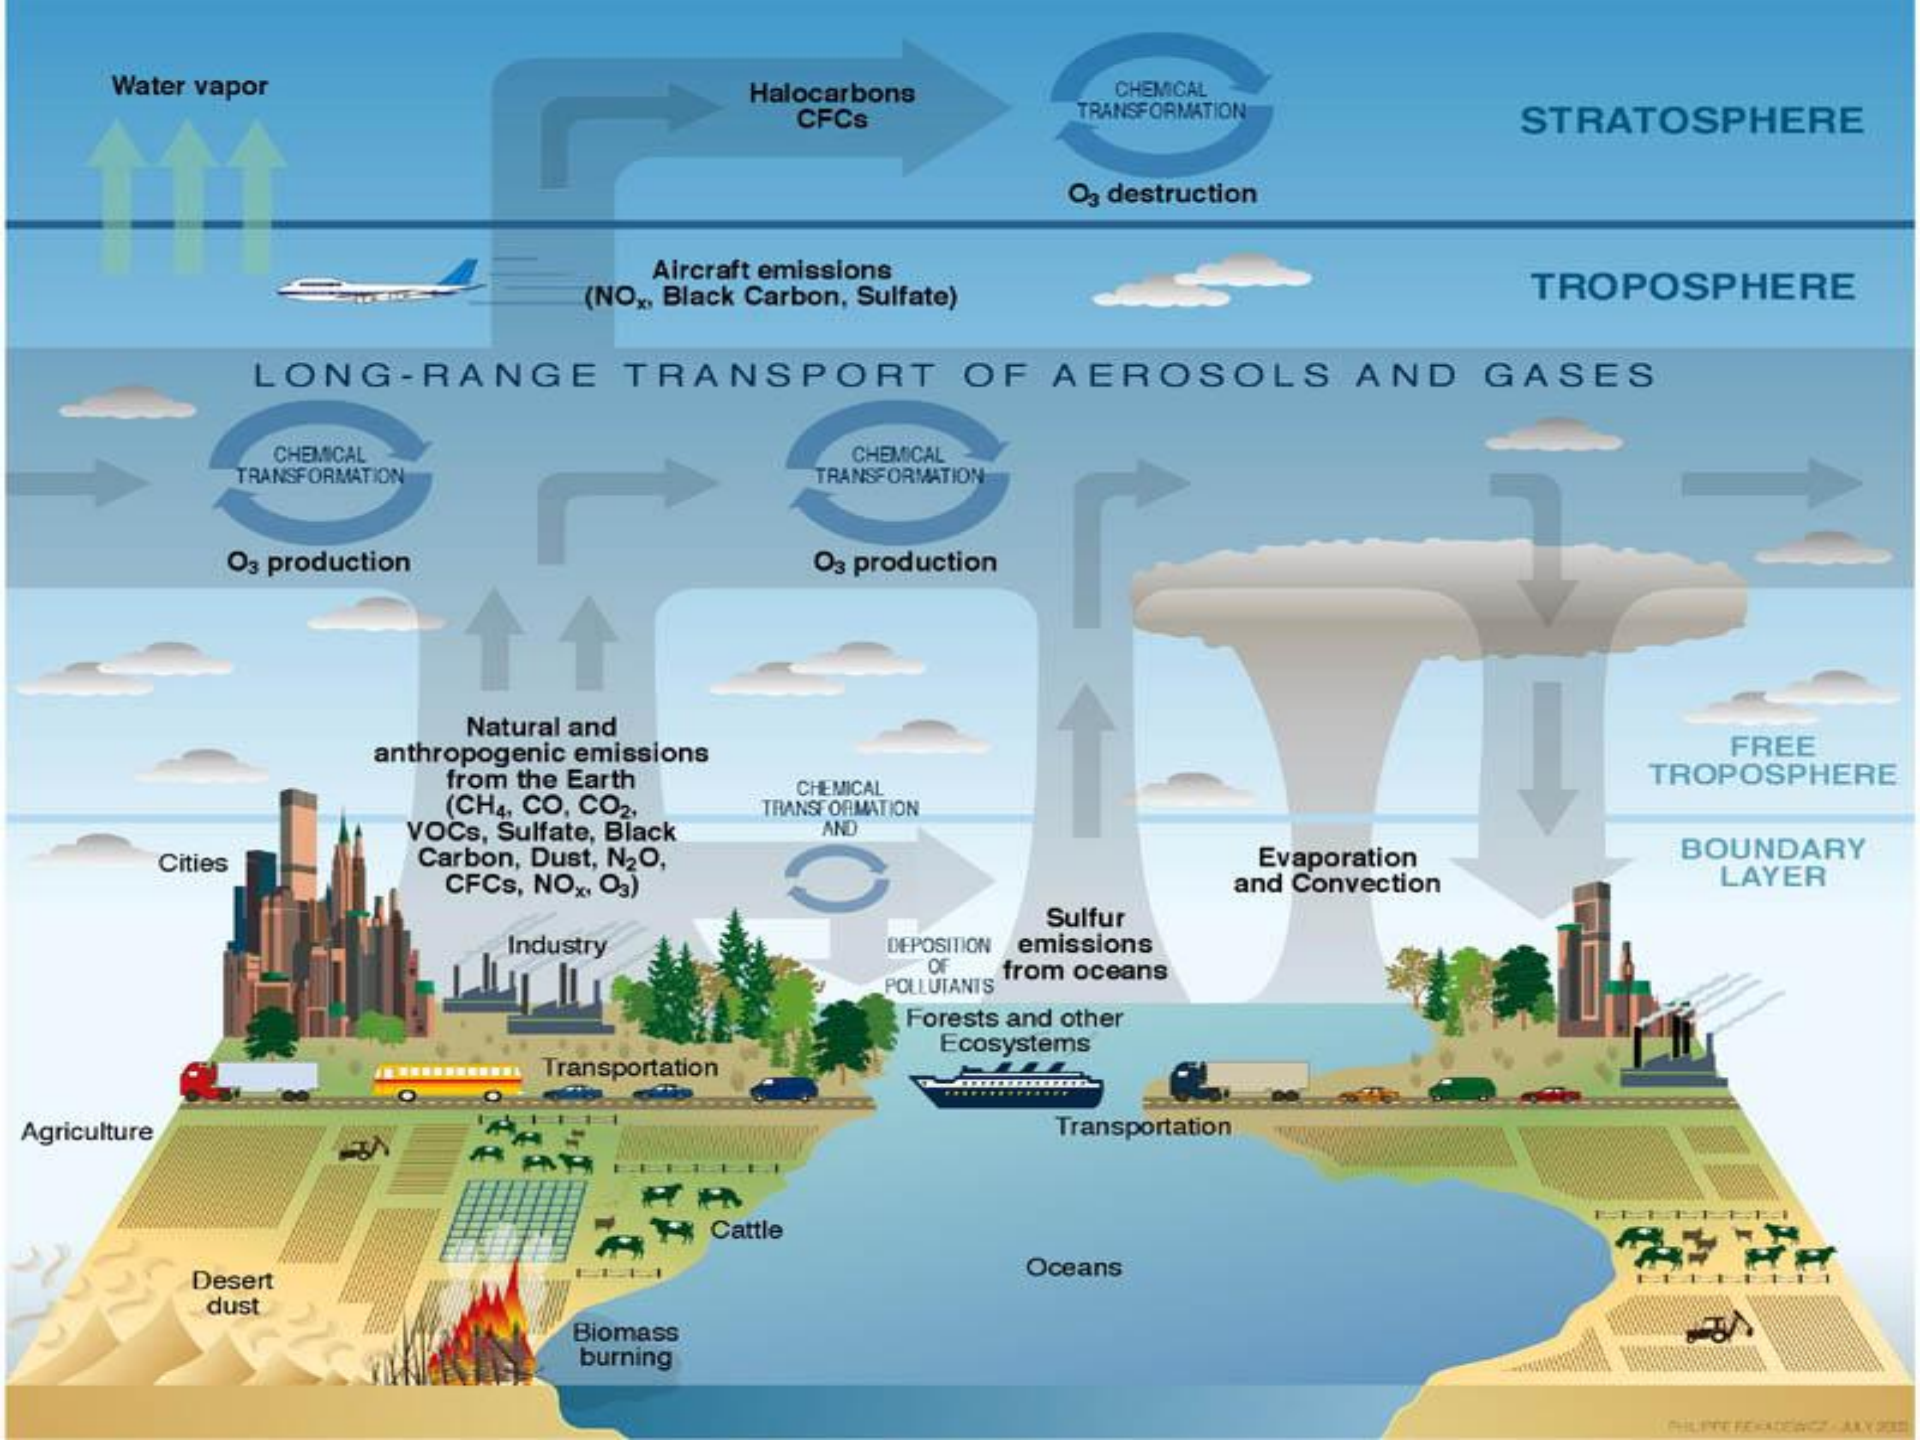 Water vapor
Halocarbons
CFCs
CHEMICAL
TRANSFORMATION
O₃ destruction
STRATOSPHERE
Aircraft emissions
(NOₓ, Black Carbon, Sulfate)
TROPOSPHERE
LONG-RANGE TRANSPORT OF AEROSOLS AND GASES
CHEMICAL
TRANSFORMATION
O₃ production
CHEMICAL
TRANSFORMATION
O₃ production
Natural and
anthropogenic emissions
from the Earth
(CH₄, CO, CO₂,
VOCs, Sulfate, Black
Carbon, Dust, N₂O,
CFCs, NOₓ, O₃)
CHEMICAL
TRANSFORMATION
AND
DEPOSITION
OF
POLLUTANTS
FREE
TROPOSPHERE
BOUNDARY
LAYER
Cities
Industry
Sulfur
emissions
from oceans
Evaporation
and Convection
Forests and other
Ecosystems
Transportation
Transportation
Agriculture
Cattle
Desert
dust
Biomass
burning
Oceans
PHILIPPE REKACEWICZ - JULY